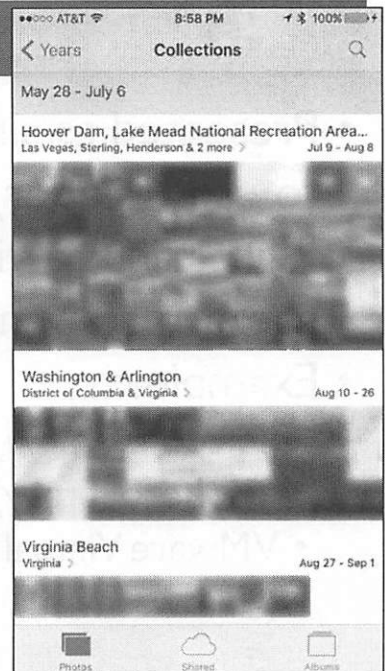 AT&T 8:58 PM 100%
Years Collections
May 28 - July 6
Hoover Dam, Lake Mead National Recreation Area...
Las Vegas, Sterling, Henderson & 2 more > Jul 9 - Aug 8
Washington & Arlington
District of Columbia & Virginia > Aug 10 - 26
Virginia Beach
Virginia > Aug 27 - Sep 1
Photos Shared Albums